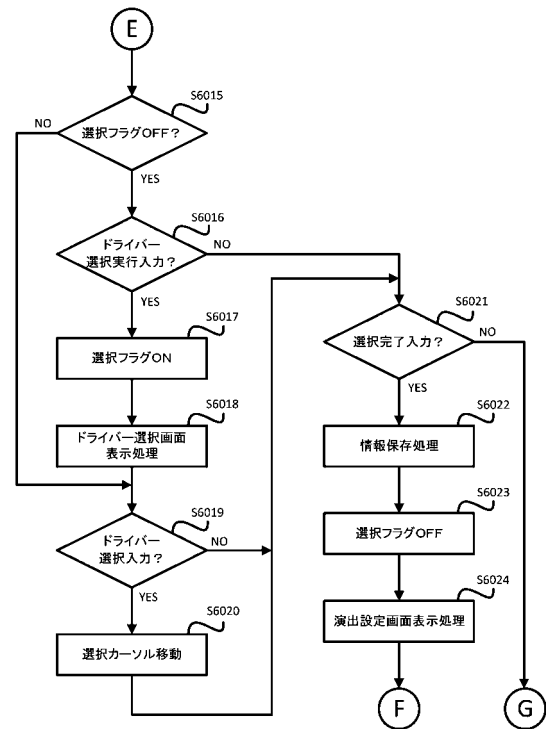 E
S6015
選択フラグOFF？
NO
YES
S6016
ドライバー
選択実行入力？
NO
YES
S6017
選択フラグON
S6018
ドライバー選択画面
表示処理
S6019
ドライバー
選択入力？
NO
YES
S6020
選択カーソル移動
S6021
選択完了入力？
NO
YES
S6022
情報保存処理
S6023
選択フラグOFF
S6024
演出設定画面表示処理
F
G